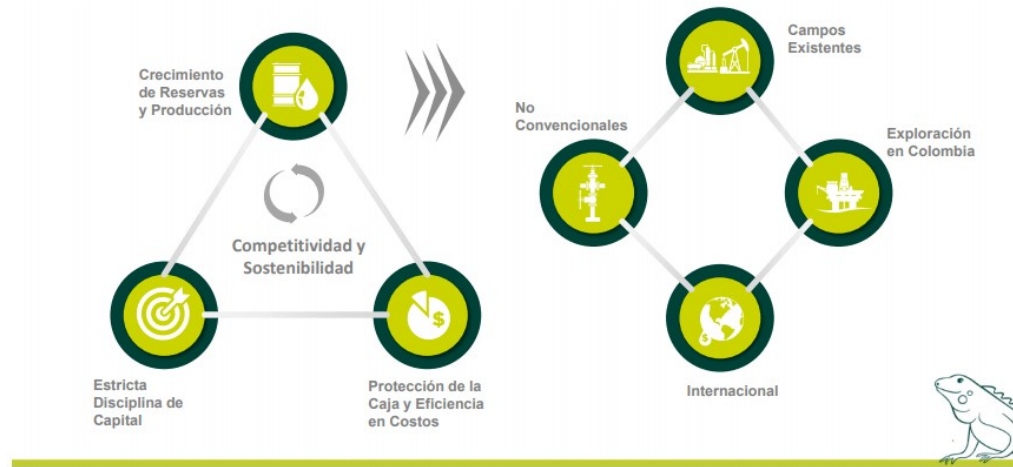 Crecimiento
de Reservas
y Producción
Competitividad y
Sostenibilidad
Estricta
Disciplina de
Capital
$
Protección de la
Caja y Eficiencia
en Costos
Campos
Existentes
No
Convencionales
Exploración
en Colombia
$
Internacional